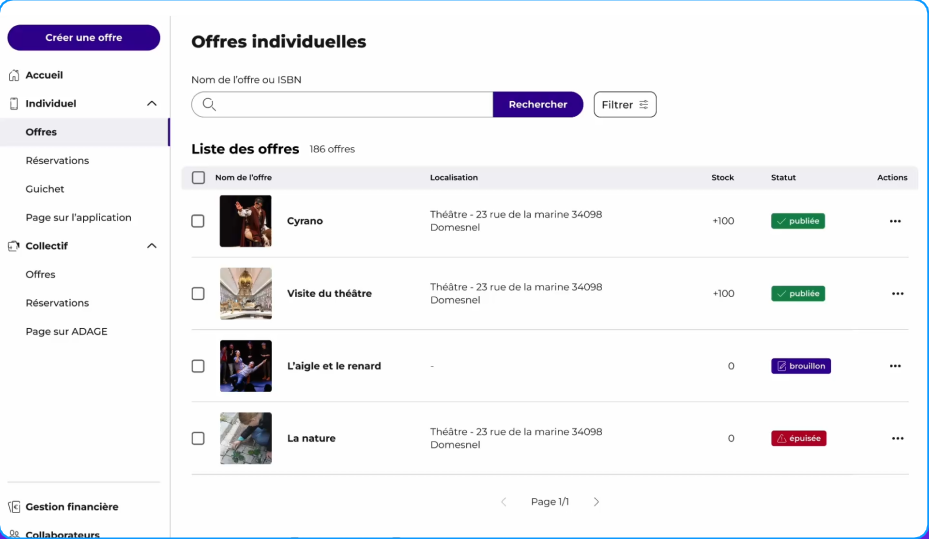 Créer une offre
Accueil
Individuel
Offres
Réservations
Guichet
Page sur l'application
Collectif
Offres
Réservations
Page sur ADAGE
Gestion financière
Collaborateurs
Offres individuelles
Nom de l'offre ou ISBN
Rechercher
Filtrer
Liste des offres 186 offres
Nom de l'offre Localisation Stock Statut Actions
Cyrano
Théâtre - 23 rue de la marine 34098
Domesnel
+100
publiée
Visite du théâtre
Théâtre - 23 rue de la marine 34098
Domesnel
+100
publiée
L'aigle et le renard
-
0
brouillon
La nature
Théâtre - 23 rue de la marine 34098
Domesnel
0
épuisée
Page 1/1